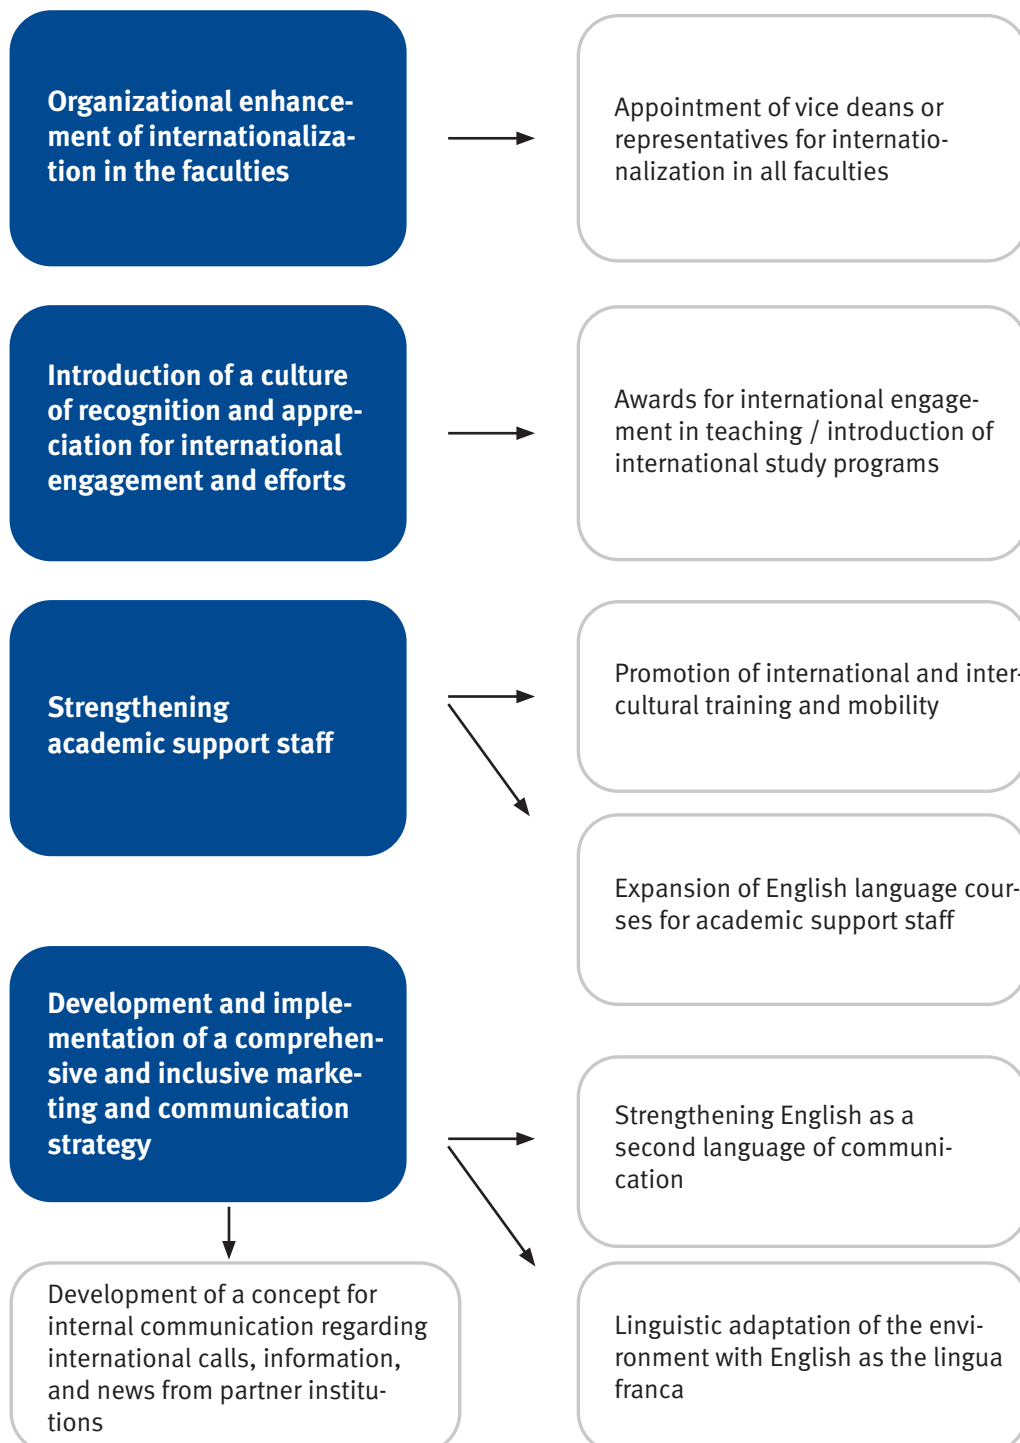 Organizational enhance-
ment of internationaliza-
tion in the faculties
Appointment of vice deans or
representatives for internatio-
nalization in all faculties
Introduction of a culture
of recognition and appre-
ciation for international
engagement and efforts
Awards for international engage-
ment in teaching / introduction of
international study programs
Strengthening
academic support staff
Promotion of international and inter-
cultural training and mobility
Expansion of English language cour-
ses for academic support staff
Development and imple-
mentation of a comprehen-
sive and inclusive marke-
ting and communication
strategy
Strengthening English as a
second language of communi-
cation
Development of a concept for
internal communication regarding
international calls, information,
and news from partner institu-
tions
Linguistic adaptation of the envi-
ronment with English as the lingua
franca